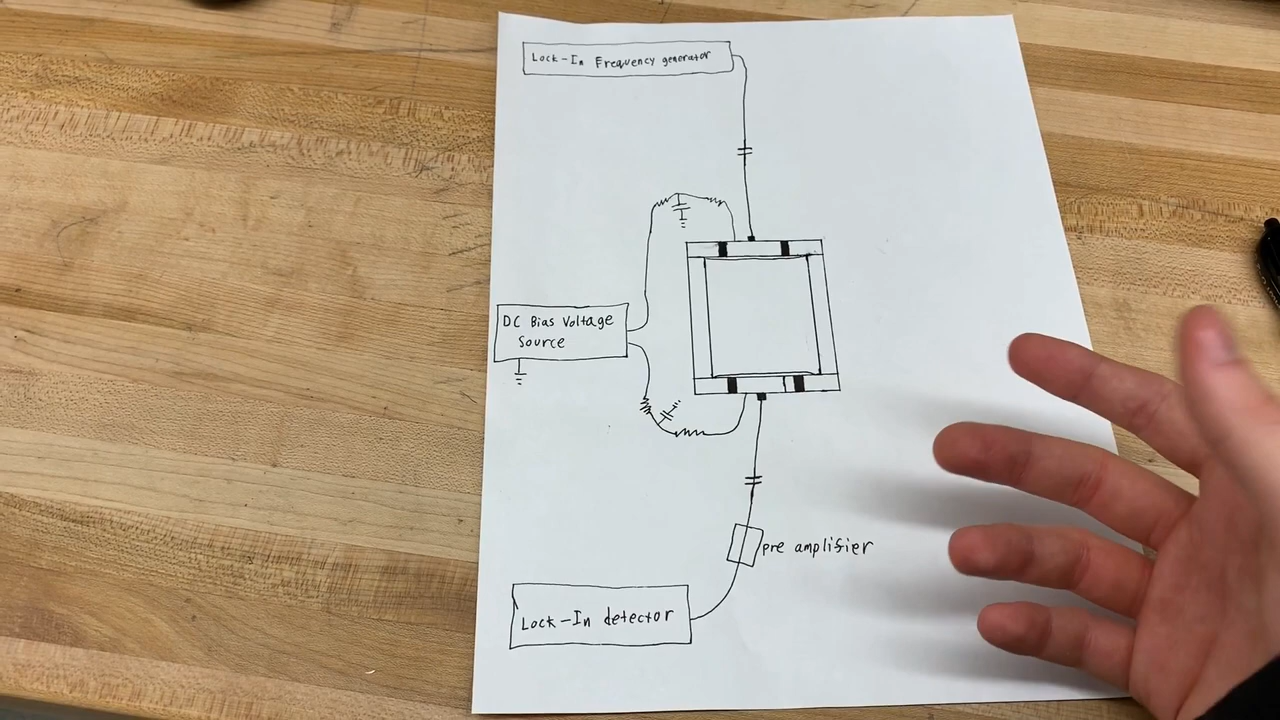 Lock-In Frequency generator
DC Bias Voltage
Source
pre amplifier
Lock-In detector